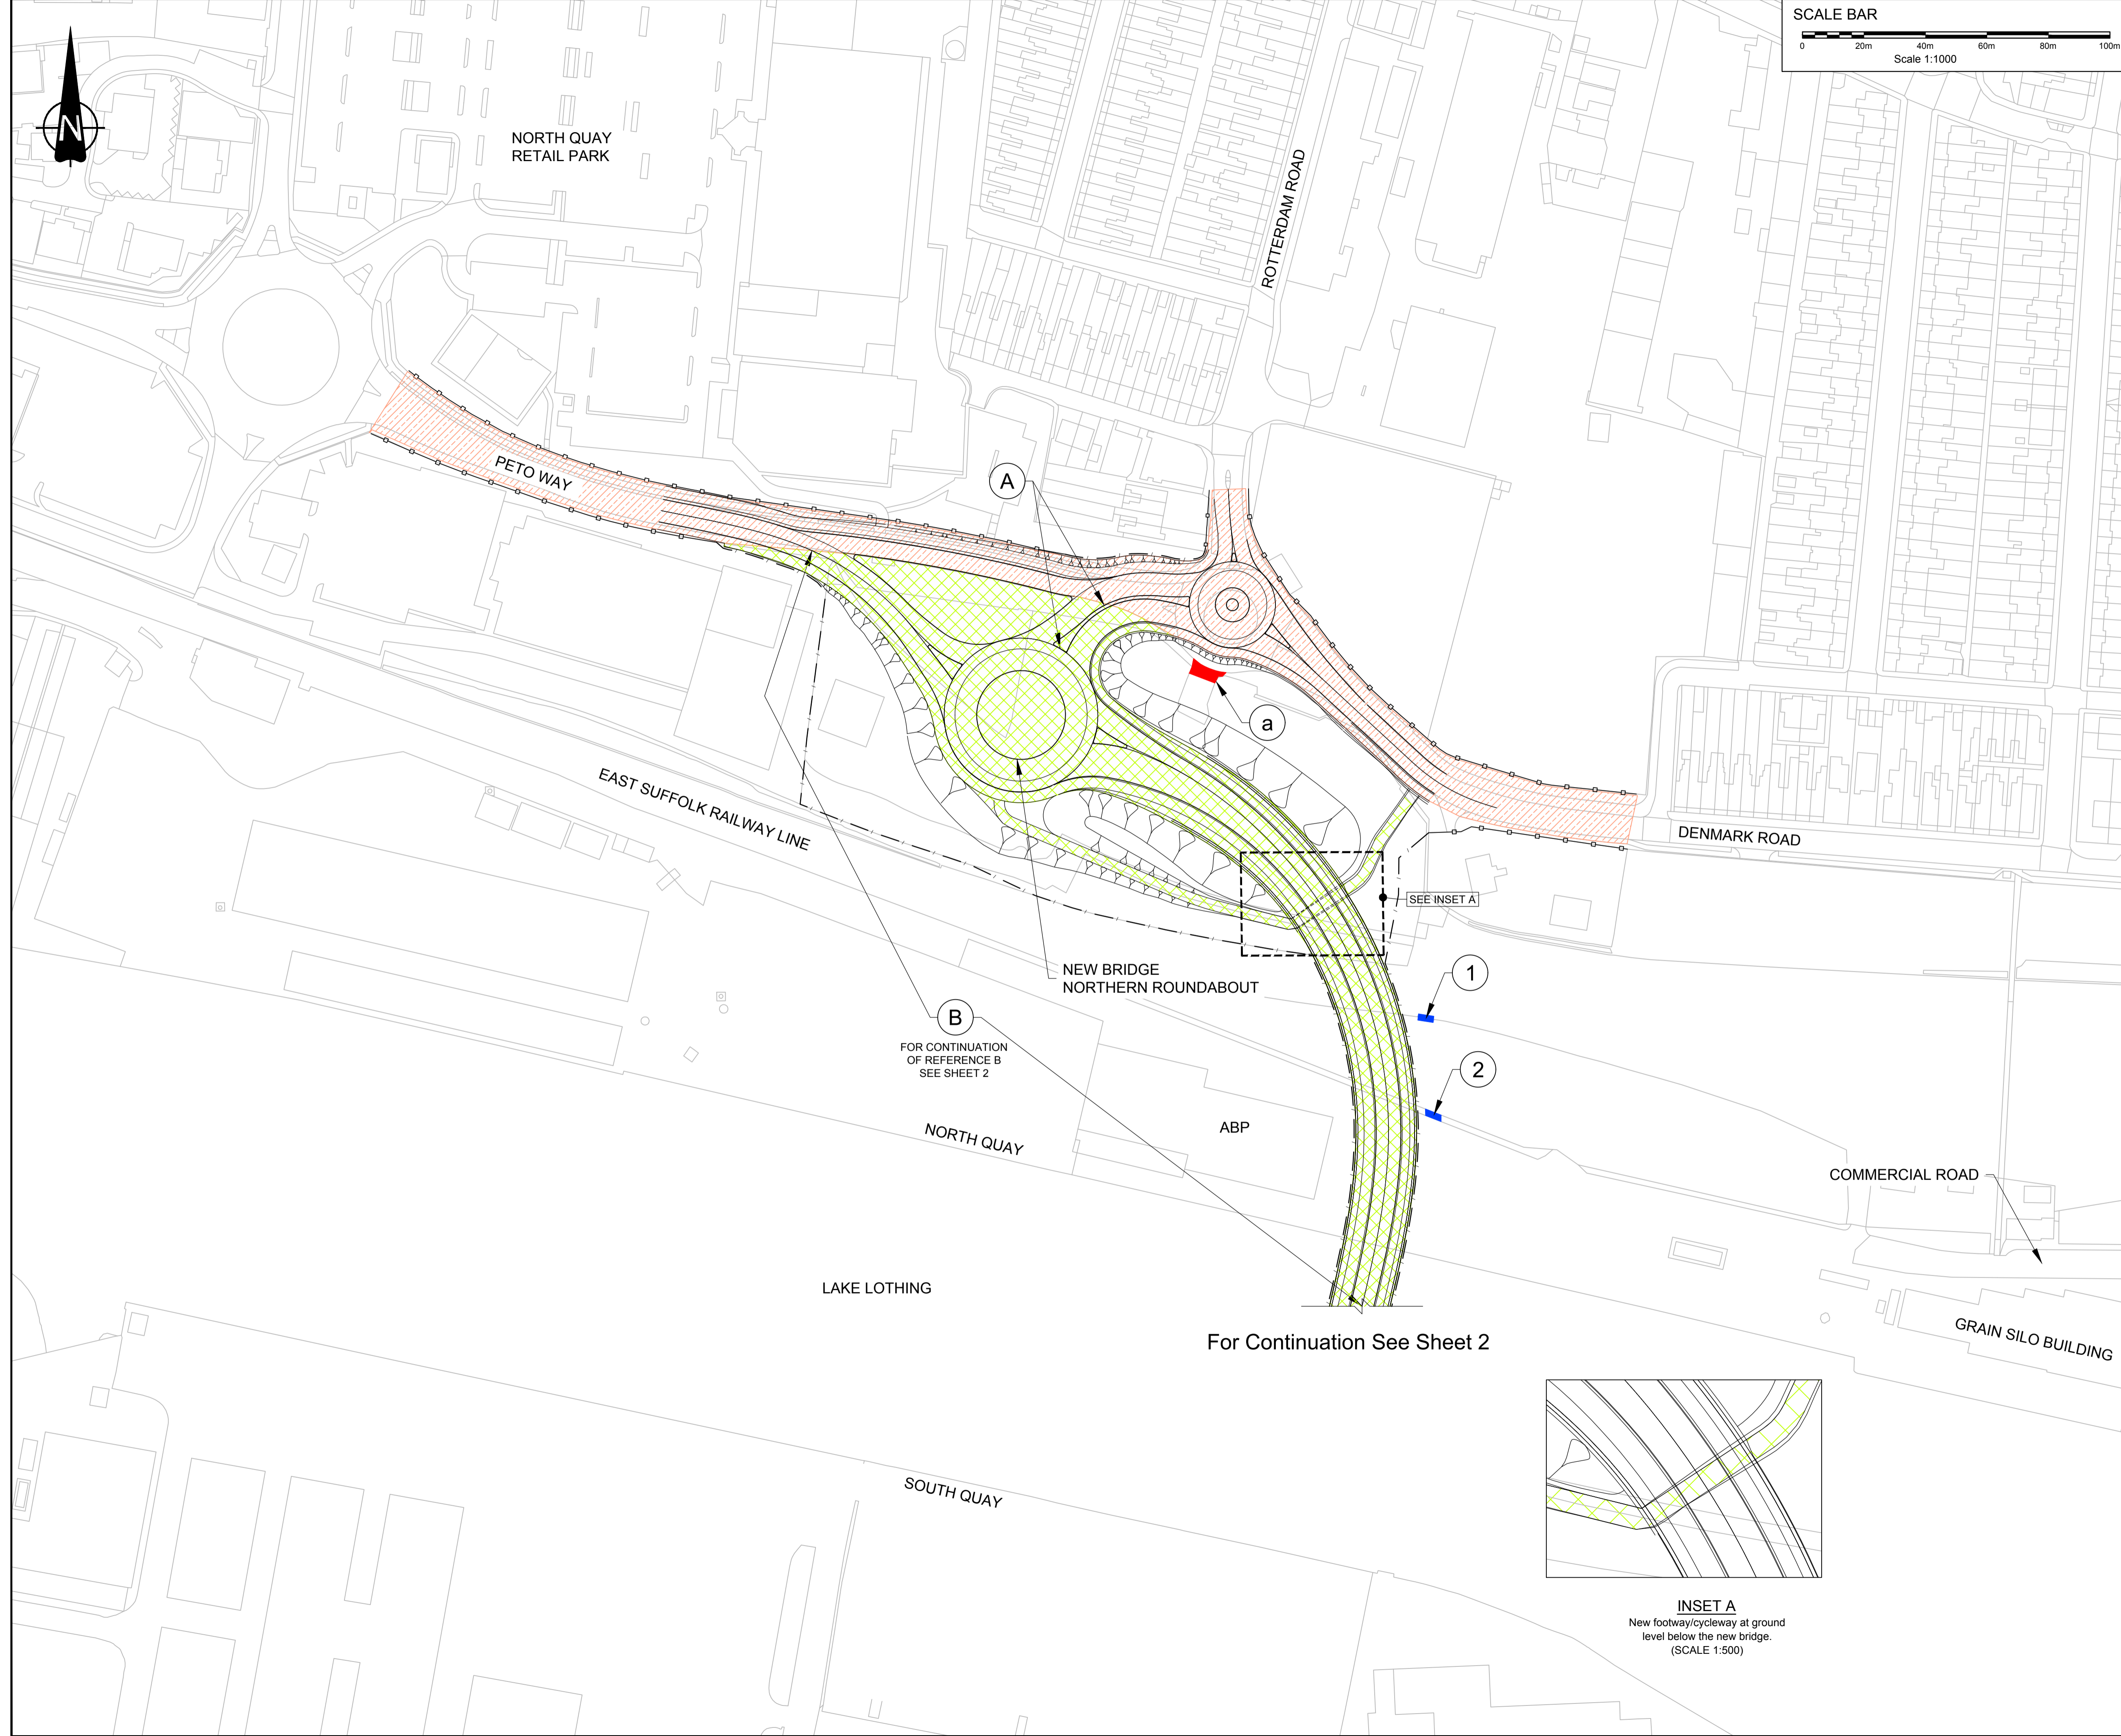 SCALE BAR
0 20m 40m 60m 80m 100m
Scale 1:1000
N
NORTH QUAY
RETAIL PARK
ROTTERDAM ROAD
PETO WAY
A
a
EAST SUFFOLK RAILWAY LINE
DENMARK ROAD
SEE INSET A
NEW BRIDGE
NORTHERN ROUNDABOUT
1
B
FOR CONTINUATION
OF REFERENCE B
SEE SHEET 2
2
ABP
NORTH QUAY
COMMERCIAL ROAD
LAKE LOTHING
For Continuation See Sheet 2
GRAIN SILO BUILDING
SOUTH QUAY
INSET A
New footway/cycleway at ground
level below the new bridge.
(SCALE 1:500)